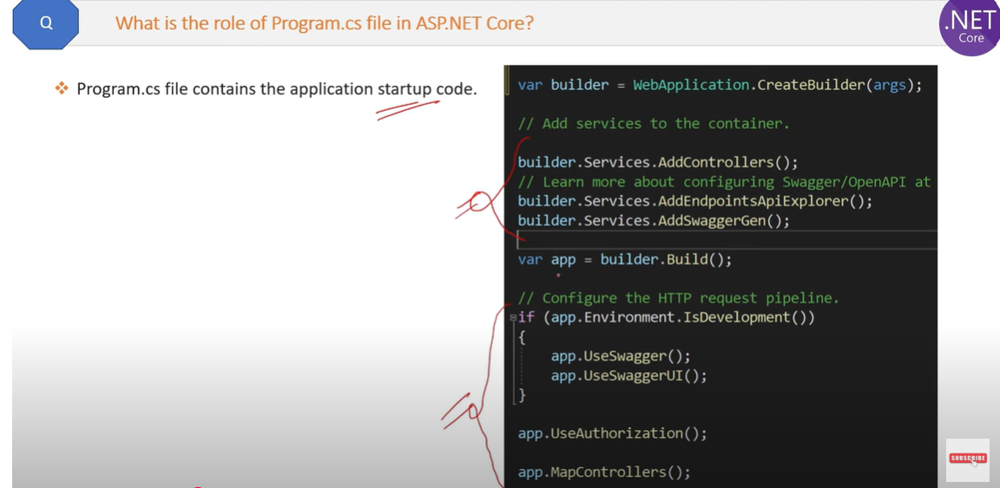 Q
What is the role of Program.cs file in ASP.NET Core?
.NET
Core
❖ Program.cs file contains the application startup code.
var builder = WebApplication.CreateBuilder(args);
// Add services to the container.
builder.Services.AddControllers();
// Learn more about configuring Swagger/OpenAPI at
builder.Services.AddEndpointsApiExplorer();
builder.Services.AddSwaggerGen();
var app = builder.Build();
// Configure the HTTP request pipeline.
if (app.Environment.IsDevelopment())
{
app.UseSwagger();
app.UseSwaggerUI();
}
app.UseAuthorization();
app.MapControllers();
SUBSCRIBE